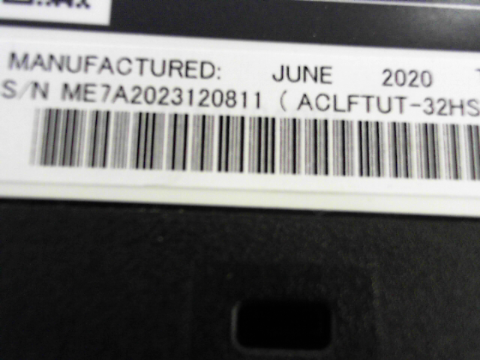 MANUFACTURED: JUNE 2020
S/N ME7A2023120811 ( ACLFTUT-32HS